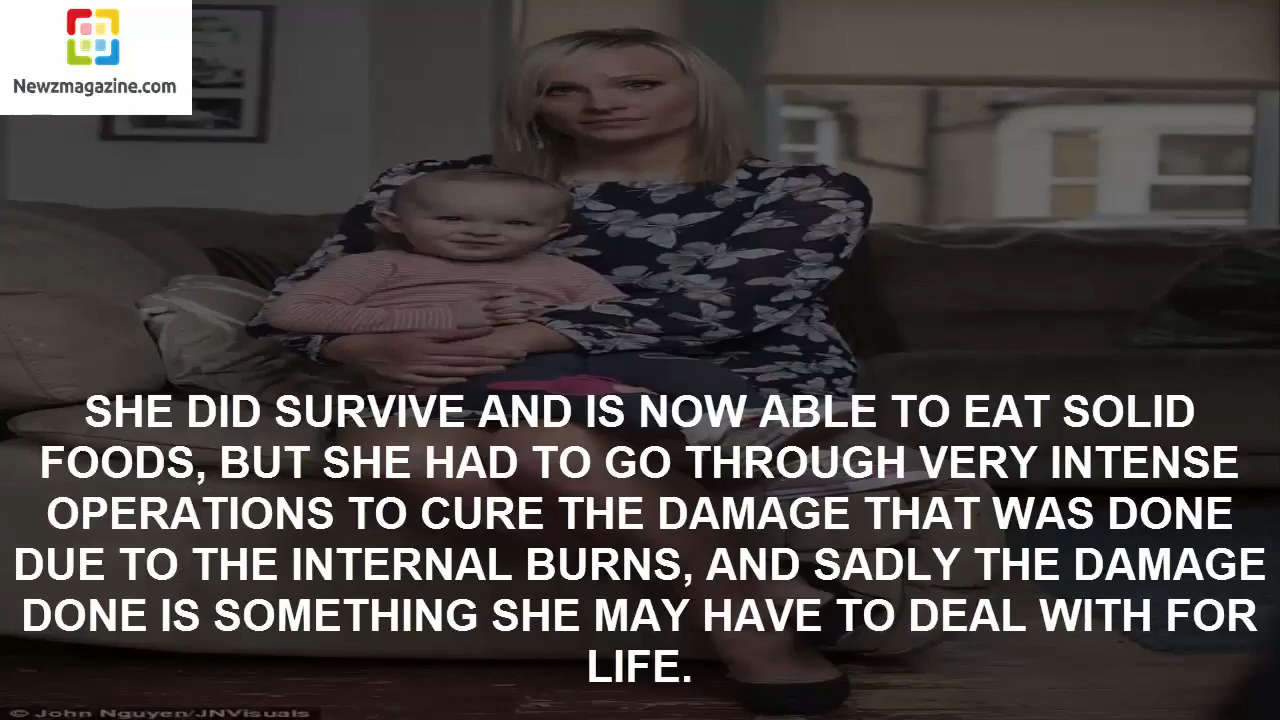 Newzmagazine.com
SHE DID SURVIVE AND IS NOW ABLE TO EAT SOLID
FOODS, BUT SHE HAD TO GO THROUGH VERY INTENSE
OPERATIONS TO CURE THE DAMAGE THAT WAS DONE
DUE TO THE INTERNAL BURNS, AND SADLY THE DAMAGE
DONE IS SOMETHING SHE MAY HAVE TO DEAL WITH FOR
LIFE.
© John Nguyen/JNVisuals